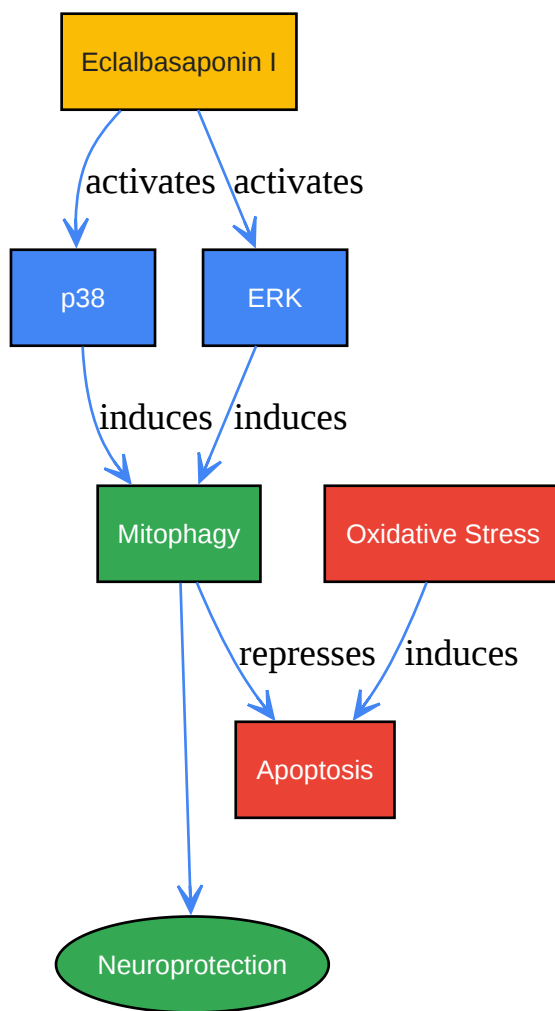 Eclalbasaponin I
activates activates
p38 ERK
induces induces
Mitophagy Oxidative Stress
represses induces
Apoptosis
Neuroprotection